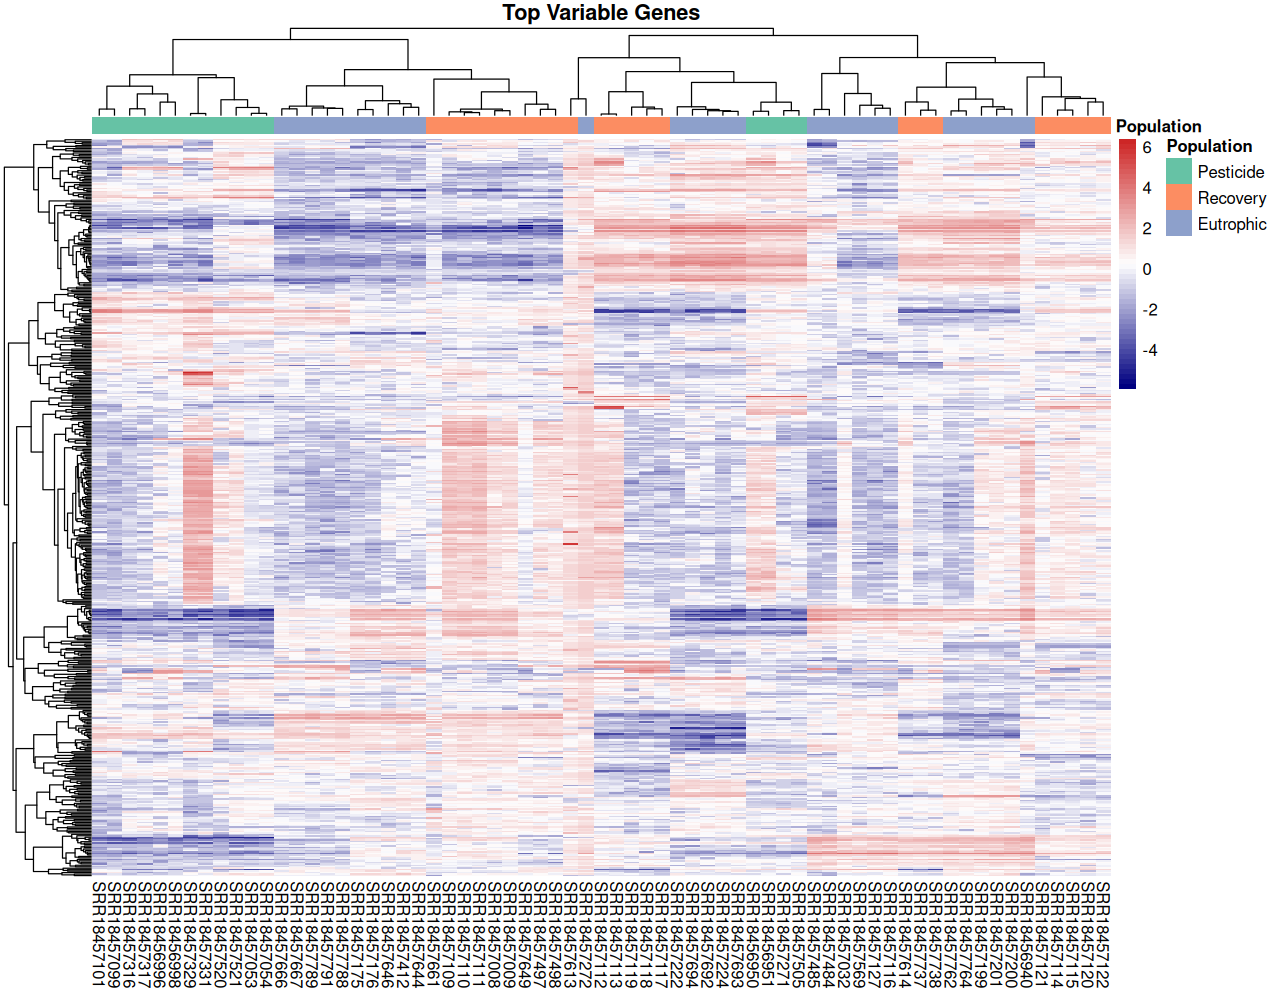 Top Variable Genes
Population
Population
6
4
2
0
-2
-4
Pesticide
Recovery
Eutrophic
SRR18457101
SRR18457099
SRR18457316
SRR18457317
SRR18456996
SRR18456998
SRR18457339
SRR18457331
SRR18457520
SRR18457521
SRR18457053
SRR18457054
SRR18457666
SRR18457667
SRR18457789
SRR18457791
SRR18457788
SRR18457175
SRR18457176
SRR18457646
SRR18457412
SRR18457644
SRR18457661
SRR18457109
SRR18457110
SRR18457111
SRR18457008
SRR18457009
SRR18457649
SRR18457497
SRR18457498
SRR18457613
SRR18457272
SRR18457112
SRR18457113
SRR18457119
SRR18457118
SRR18457117
SRR18457222
SRR18457694
SRR18457692
SRR18457224
SRR18457693
SRR18456990
SRR18456951
SRR18457271
SRR18457505
SRR18457485
SRR18457484
SRR18457032
SRR18457569
SRR18457127
SRR18457116
SRR18457614
SRR18457737
SRR18457738
SRR18457762
SRR18457764
SRR18457199
SRR18457201
SRR18457200
SRR18456940
SRR18457121
SRR18457114
SRR18457115
SRR18457120
SRR18457122